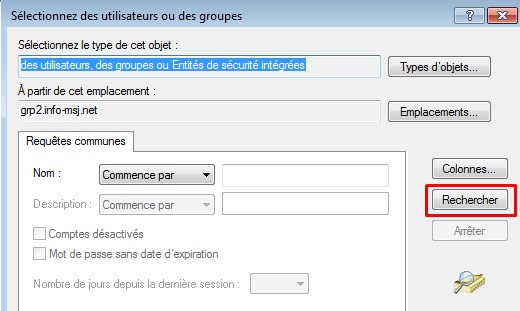 Sélectionnez des utilisateurs ou des groupes
Sélectionnez le type de cet objet :
des utilisateurs, des groupes ou Entités de sécurité intégrées
Types d'objets...
À partir de cet emplacement :
grp2.info-msj.net
Emplacements...
Requêtes communes
Nom :
Commence par
Colonnes...
Description :
Commence par
Rechercher
Comptes désactivés
Arrêter
Mot de passe sans date d'expiration
Nombre de jours depuis la dernière session :